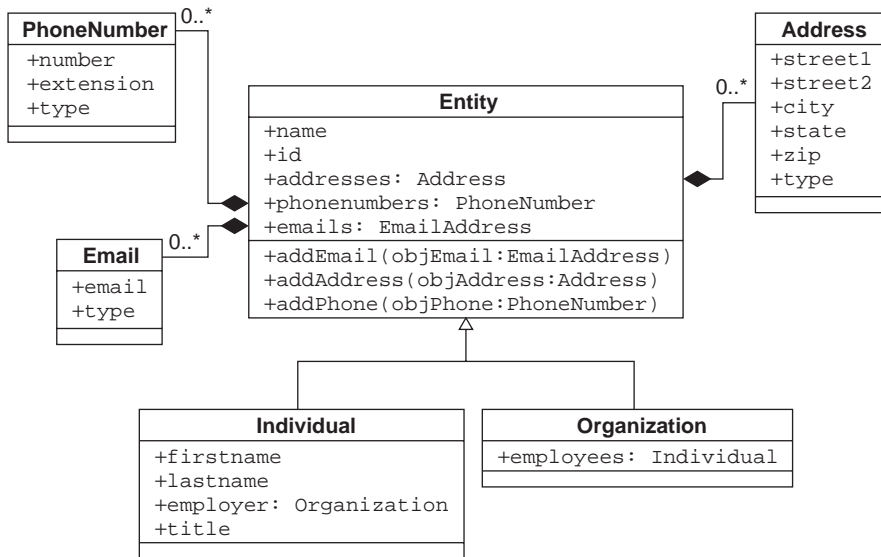 PhoneNumber
+number
+extension
+type
0..*
Entity
+name
+id
+addresses: Address
+phonenumbers: PhoneNumber
+emails: EmailAddress
+addEmail(objEmail:EmailAddress)
+addAddress(objAddress:Address)
+addPhone(objPhone:PhoneNumber)
0..*
Address
+street1
+street2
+city
+state
+zip
+type
0..*
Email
+email
+type
Individual
+firstname
+lastname
+employer: Organization
+title
Organization
+employees: Individual